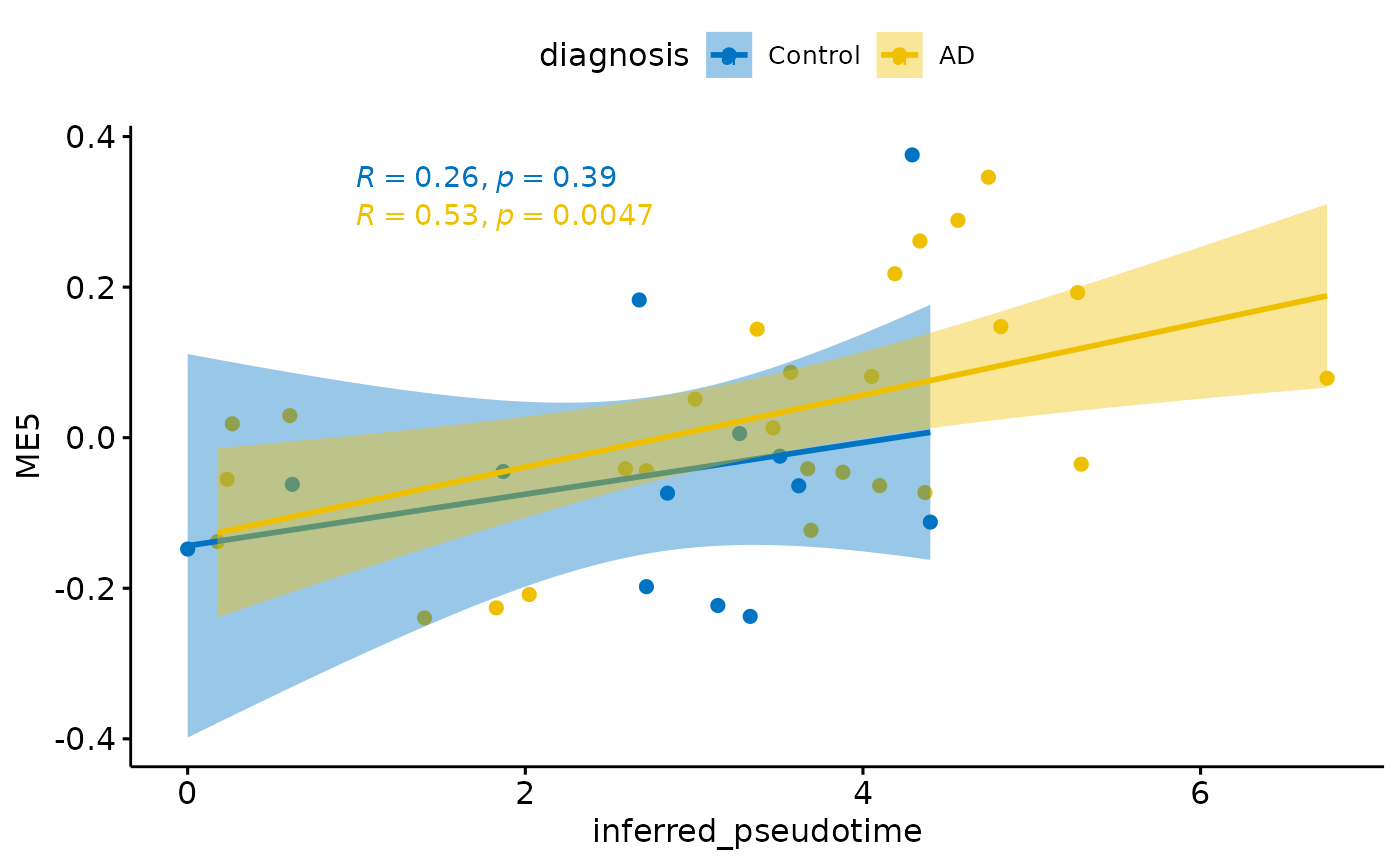 diagnosis Control AD
0.4
R = 0.26, p = 0.39
R = 0.53, p = 0.0047
0.2
ME5
0.0
-0.2
-0.4
0 2 4 6
inferred_pseudotime